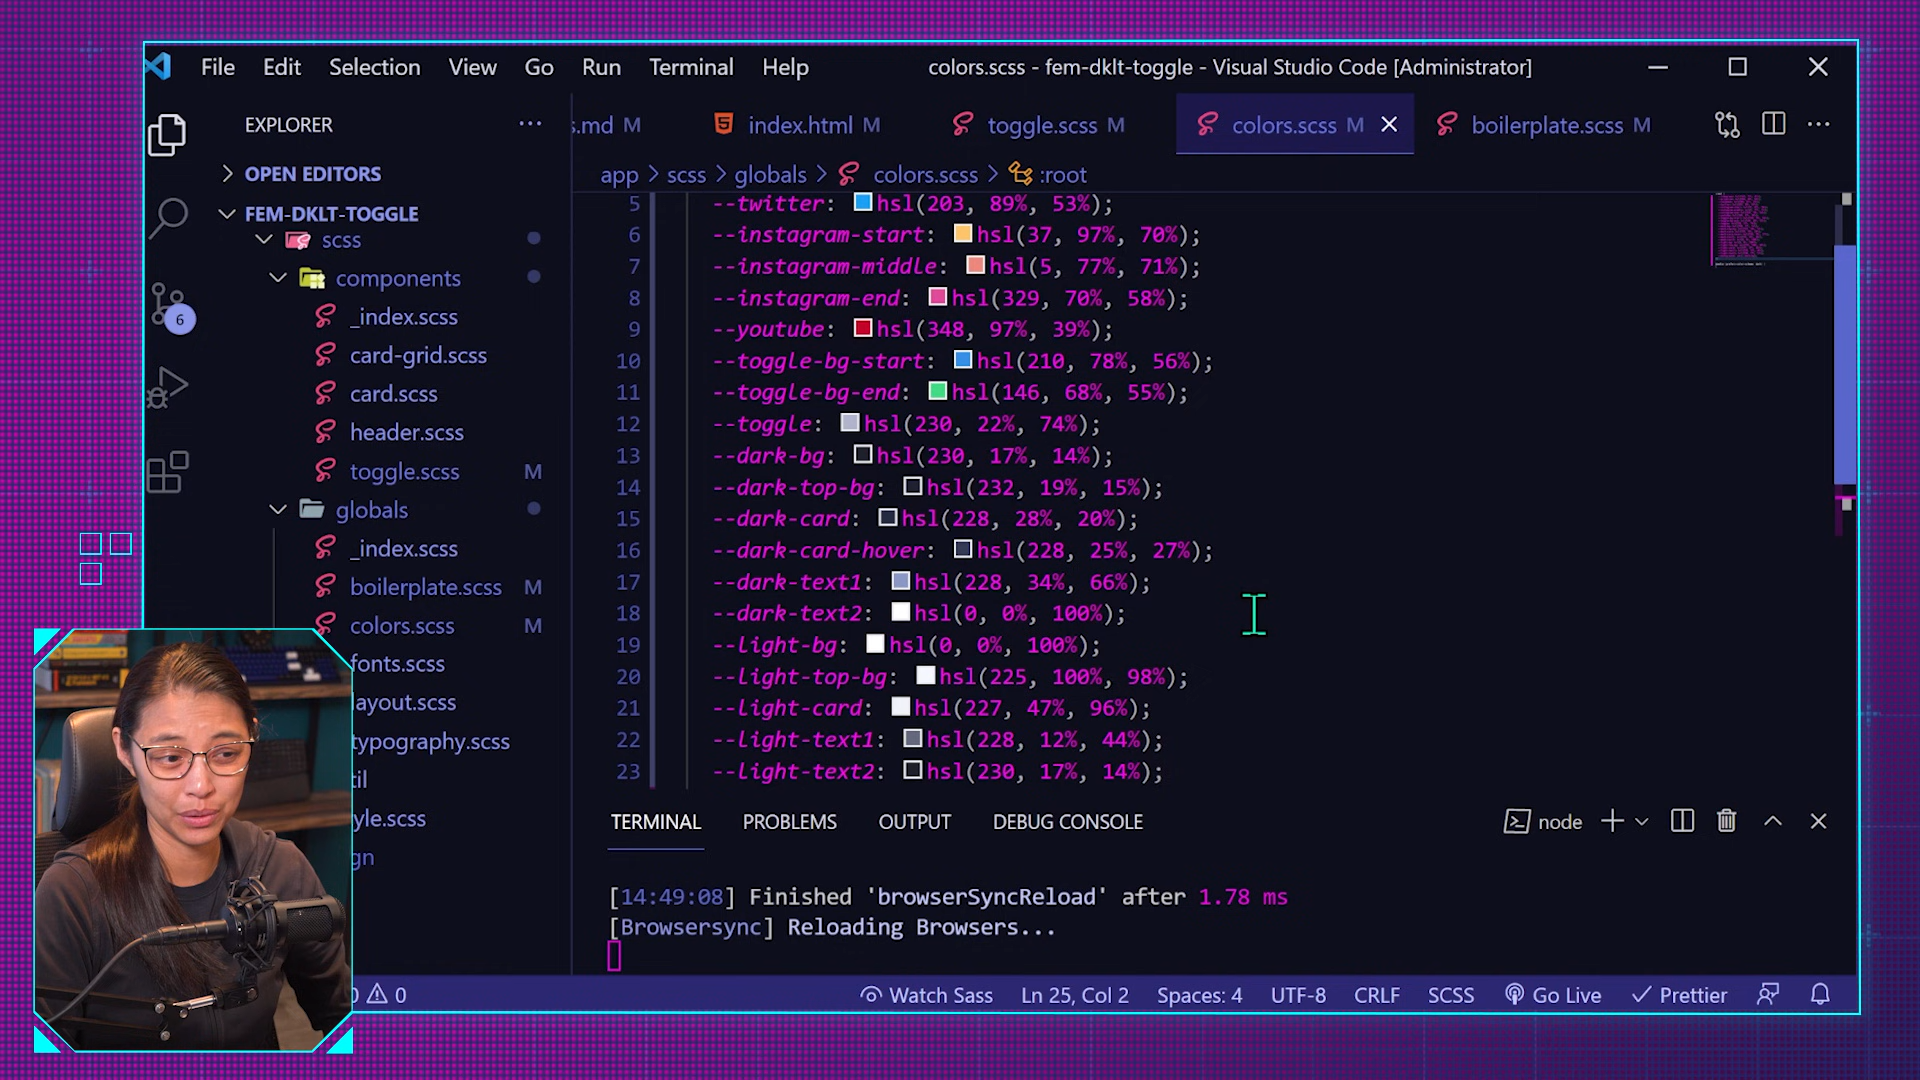 File Edit Selection View Go Run Terminal Help
colors.scss - fem-dklt-toggle - Visual Studio Code [Administrator]
EXPLORER
s.md M
index.html M
toggle.scss M
colors.scss M
boilerplate.scss M
app > scss > globals > colors.scss > :root
OPEN EDITORS
FEM-DKLT-TOGGLE
scss
components
_index.scss
card-grid.scss
card.scss
header.scss
toggle.scss M
globals
_index.scss
boilerplate.scss M
colors.scss M
fonts.scss
layout.scss
typography.scss
til
yle.scss
gn
6
5 --twitter: hsl(203, 89%, 53%);
6 --instagram-start: hsl(37, 97%, 70%);
7 --instagram-middle: hsl(5, 77%, 71%);
8 --instagram-end: hsl(329, 70%, 58%);
9 --youtube: hsl(348, 97%, 39%);
10 --toggle-bg-start: hsl(210, 78%, 56%);
11 --toggle-bg-end: hsl(146, 68%, 55%);
12 --toggle: hsl(230, 22%, 74%);
13 --dark-bg: hsl(230, 17%, 14%);
14 --dark-top-bg: hsl(232, 19%, 15%);
15 --dark-card: hsl(228, 28%, 20%);
16 --dark-card-hover: hsl(228, 25%, 27%);
17 --dark-text1: hsl(228, 34%, 66%);
18 --dark-text2: hsl(0, 0%, 100%);
19 --light-bg: hsl(0, 0%, 100%);
20 --light-top-bg: hsl(225, 100%, 98%);
21 --light-card: hsl(227, 47%, 96%);
22 --light-text1: hsl(228, 12%, 44%);
23 --light-text2: hsl(230, 17%, 14%);
TERMINAL PROBLEMS OUTPUT DEBUG CONSOLE
node
[14:49:08] Finished 'browserSyncReload' after 1.78 ms
[Browsersync] Reloading Browsers...
0 0
Watch Sass
Ln 25, Col 2
Spaces: 4
UTF-8
CRLF
SCSS
Go Live
Prettier